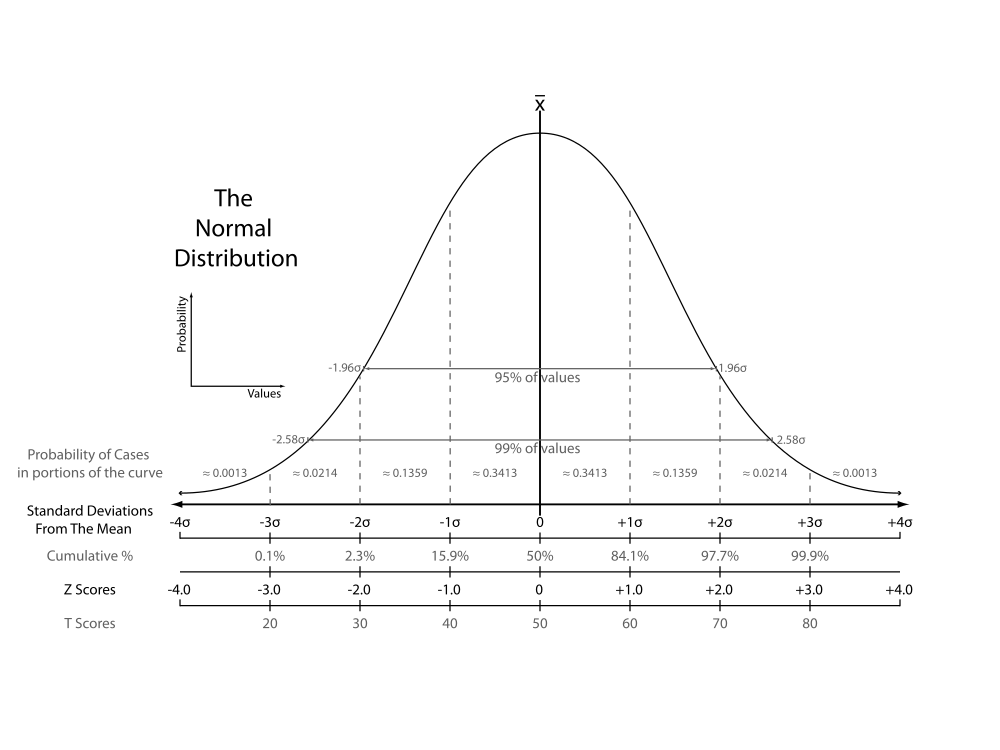 x̅
The
Normal
Distribution
Probability
Values
-1.96σ 95% of values 1.96σ
-2.58σ 99% of values 2.58σ
Probability of Cases
in portions of the curve
≈ 0.0013 ≈ 0.0214 ≈ 0.1359 ≈ 0.3413 ≈ 0.3413 ≈ 0.1359 ≈ 0.0214 ≈ 0.0013
Standard Deviations
From The Mean
-4σ -3σ -2σ -1σ 0 +1σ +2σ +3σ +4σ
Cumulative % 0.1% 2.3% 15.9% 50% 84.1% 97.7% 99.9%
Z Scores -4.0 -3.0 -2.0 -1.0 0 +1.0 +2.0 +3.0 +4.0
T Scores 20 30 40 50 60 70 80